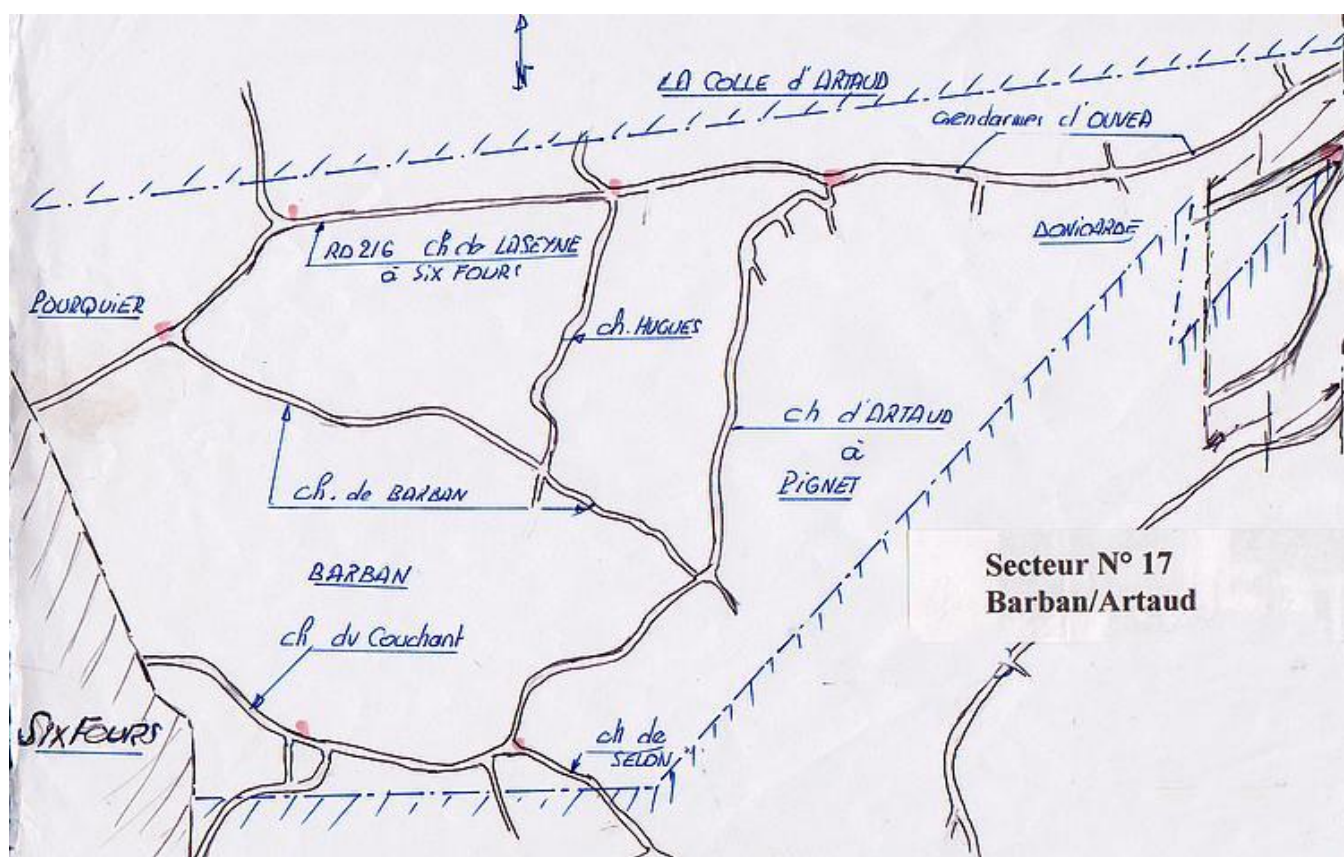 N
LA COLLE d'ARTAUD
Gendarmes d'OUVEA
DONICARDE
RD 216 ch de LASEYNE
à SIX FOURS
POURQUIER
ch. HUGUES
ch d'ARTAUD
à
PIGNET
ch. de BARBAN
BARBAN
Secteur N° 17
Barban/Artaud
ch du Couchant
SIX FOURS
ch de
SELON